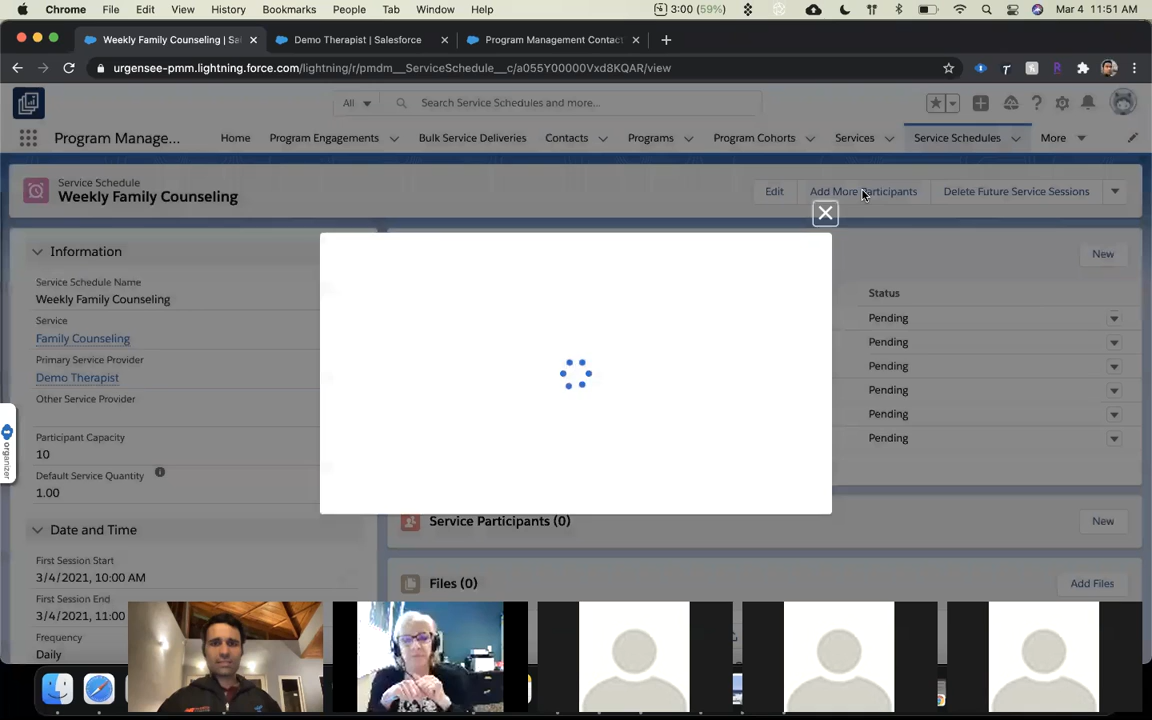 Chrome File Edit View History Bookmarks People Tab Window Help 3:00 (59%) Mar 4 11:51 AM
Weekly Family Counseling | Sa Demo Therapist | Salesforce Program Management Contac
urgensee-pmm.lightning.force.com/lightning/r/pmdm__ServiceSchedule__c/a055Y00000Vxd8KQAR/view
All Search Service Schedules and more...
Program Manage... Home Program Engagements Bulk Service Deliveries Contacts Programs Program Cohorts Services Service Schedules More
Service Schedule
Weekly Family Counseling
Edit Add More Participants Delete Future Service Sessions
Information
New
Service Schedule Name
Weekly Family Counseling
Status
Service
Family Counseling
Pending
Pending
Primary Service Provider
Demo Therapist
Pending
Pending
Other Service Provider
Pending
Participant Capacity
10
Pending
Default Service Quantity
1.00
organizer
Service Participants (0)
New
Date and Time
First Session Start
3/4/2021, 10:00 AM
Files (0)
Add Files
First Session End
3/4/2021, 11:00
Frequency
Daily